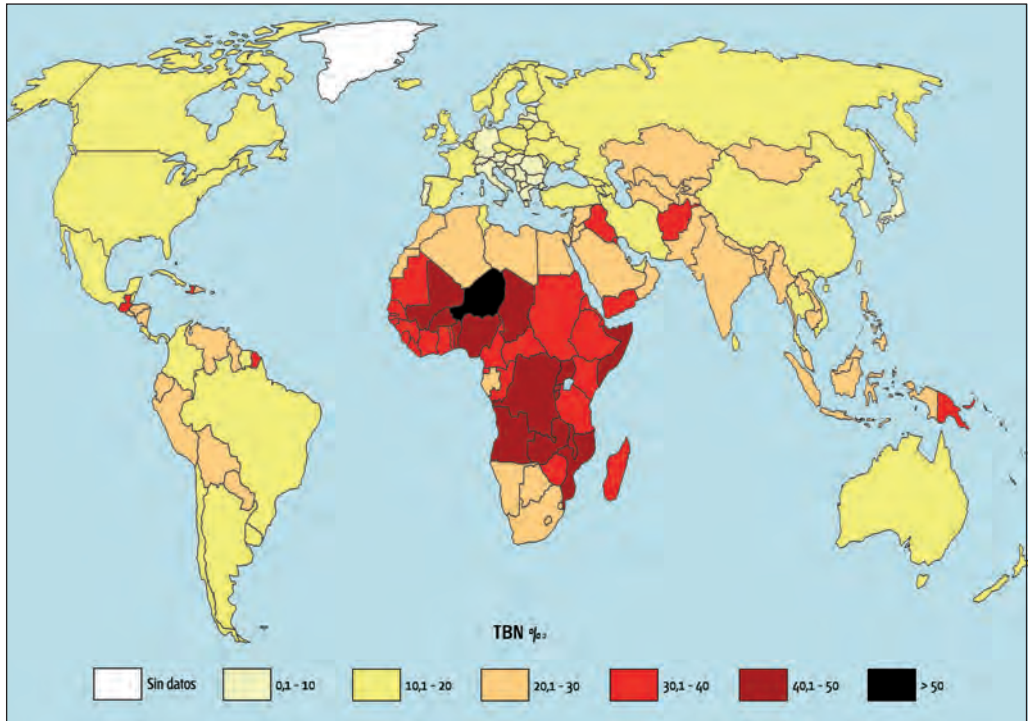 TBN ‰
Sin datos
0,1 - 10
10,1 - 20
20,1 - 30
30,1 - 40
40,1 - 50
> 50